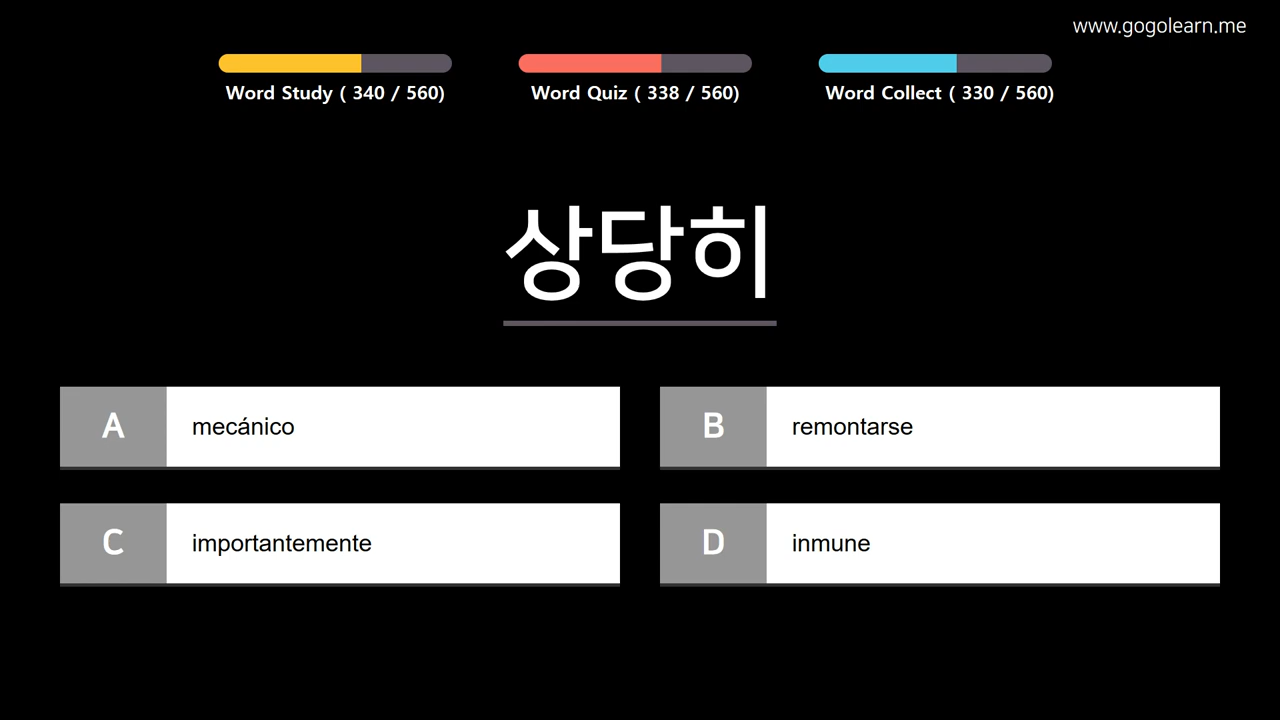 www.gogolearn.me
Word Study ( 340 / 560)
Word Quiz ( 338 / 560)
Word Collect ( 330 / 560)
상당히
A mecánico
B remontarse
C importantemente
D inmune